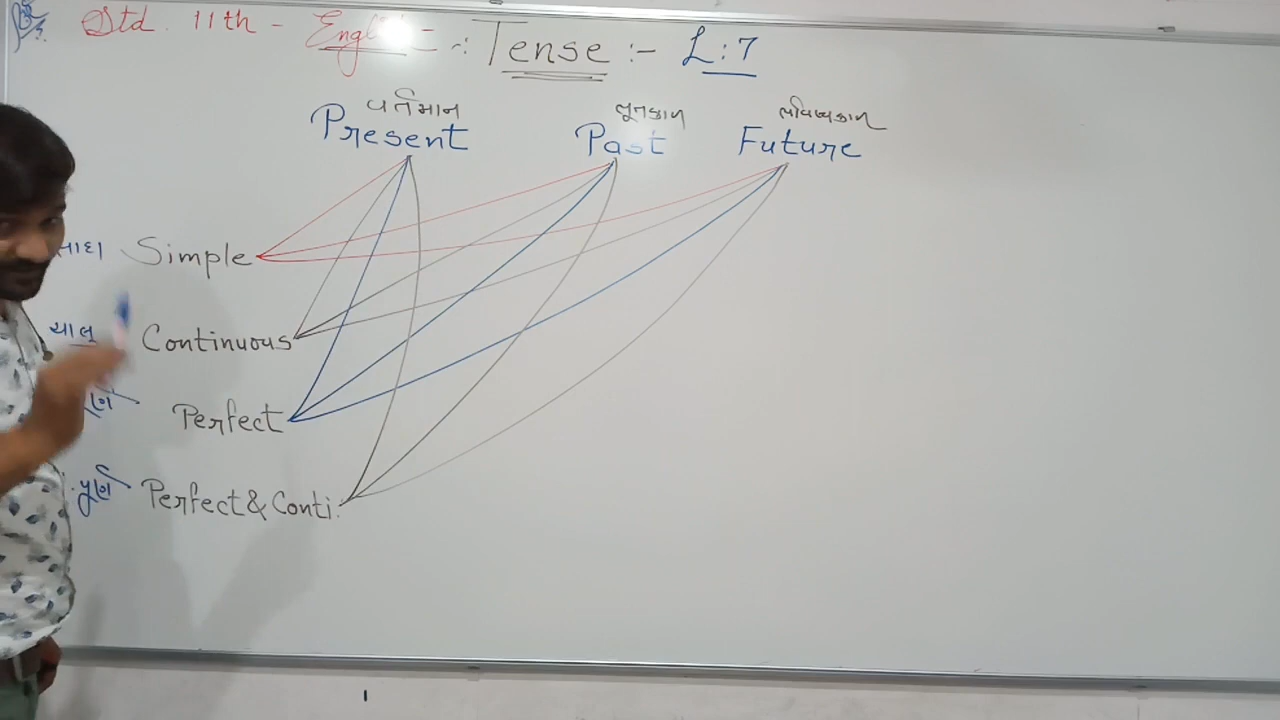 Std. 11th - English - :- Tense :- L:7
વર્તમાન ભૂતકાળ ભવિષ્યકાળ
Present Past Future
સાદા Simple
ચાલુ Continuous
Perfect
પૂર્ણ Perfect & Conti.